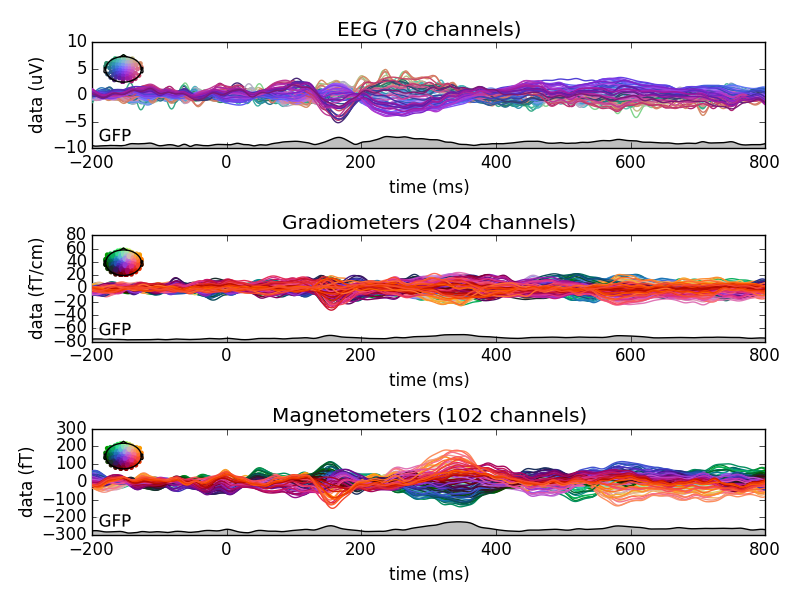 EEG (70 channels)
10
5
0
−5
−10
data (uV)
GFP
−200 0 200 400 600 800
time (ms)
Gradiometers (204 channels)
80
60
40
20
0
−20
−40
−60
−80
data (fT/cm)
GFP
−200 0 200 400 600 800
time (ms)
Magnetometers (102 channels)
300
200
100
0
−100
−200
−300
data (fT)
GFP
−200 0 200 400 600 800
time (ms)